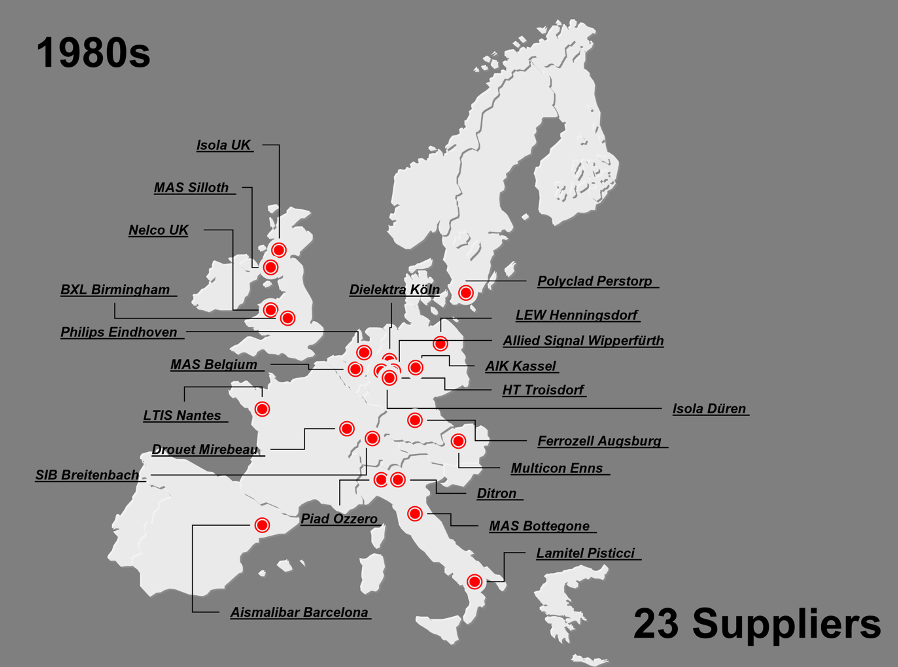 1980s
Isola UK
MAS Silloth
Nelco UK
BXL Birmingham
Dielektra Köln
Polyclad Perstorp
LEW Henningsdorf
Philips Eindhoven
Allied Signal Wipperfürth
MAS Belgium
AIK Kassel
HT Troisdorf
LTIS Nantes
Isola Düren
Ferrozell Augsburg
Drouet Mirebeau
Multicon Enns
SIB Breitenbach
Ditron
Piad Ozzero
MAS Bottegone
Lamitel Pisticci
Aismalibar Barcelona
23 Suppliers